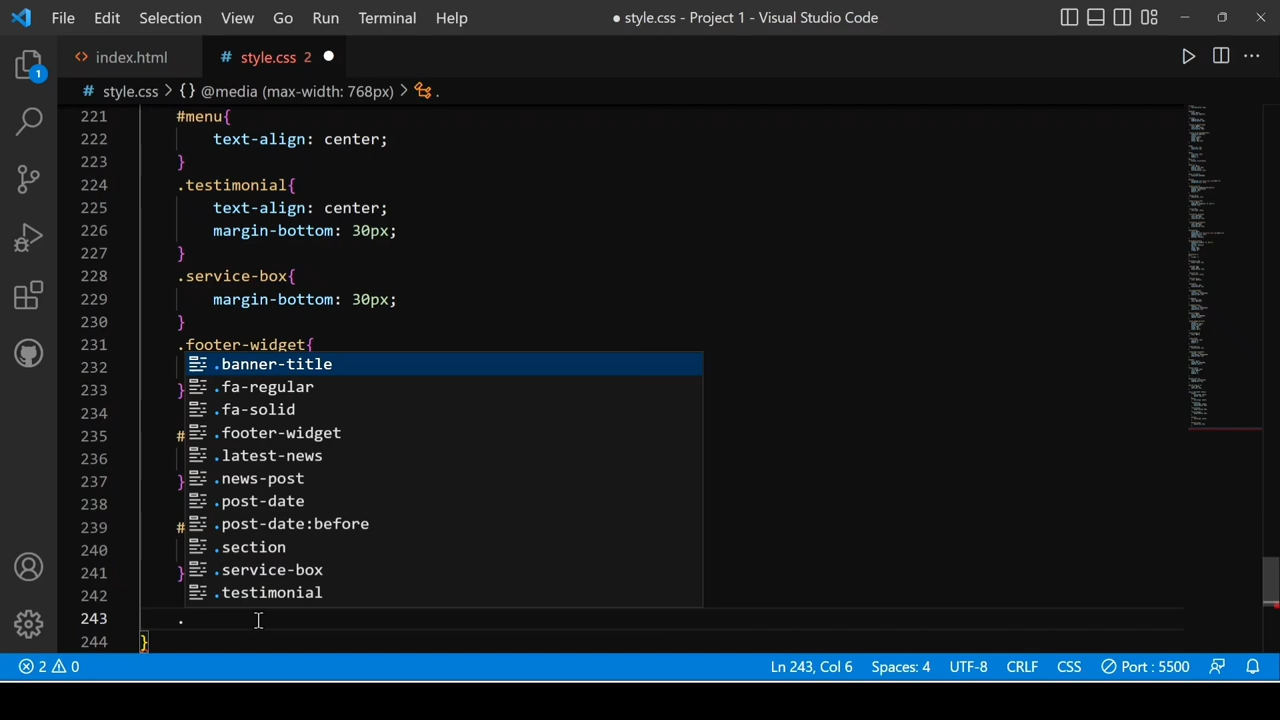 File Edit Selection View Go Run Terminal Help ● style.css - Project 1 - Visual Studio Code
<> index.html # style.css 2 ●
# style.css > {} @media (max-width: 768px) > .
1
221 #menu{
222 text-align: center;
223 }
224 .testimonial{
225 text-align: center;
226 margin-bottom: 30px;
227 }
228 .service-box{
229 margin-bottom: 30px;
230 }
231 .footer-widget{
232 .banner-title
233 } .fa-regular
234 .fa-solid
235 # .footer-widget
236 .latest-news
237 } .news-post
238 .post-date
239 # .post-date:before
240 .section
241 } .service-box
242 .testimonial
243 .
244 }
2 0 Ln 243, Col 6 Spaces: 4 UTF-8 CRLF CSS Port : 5500